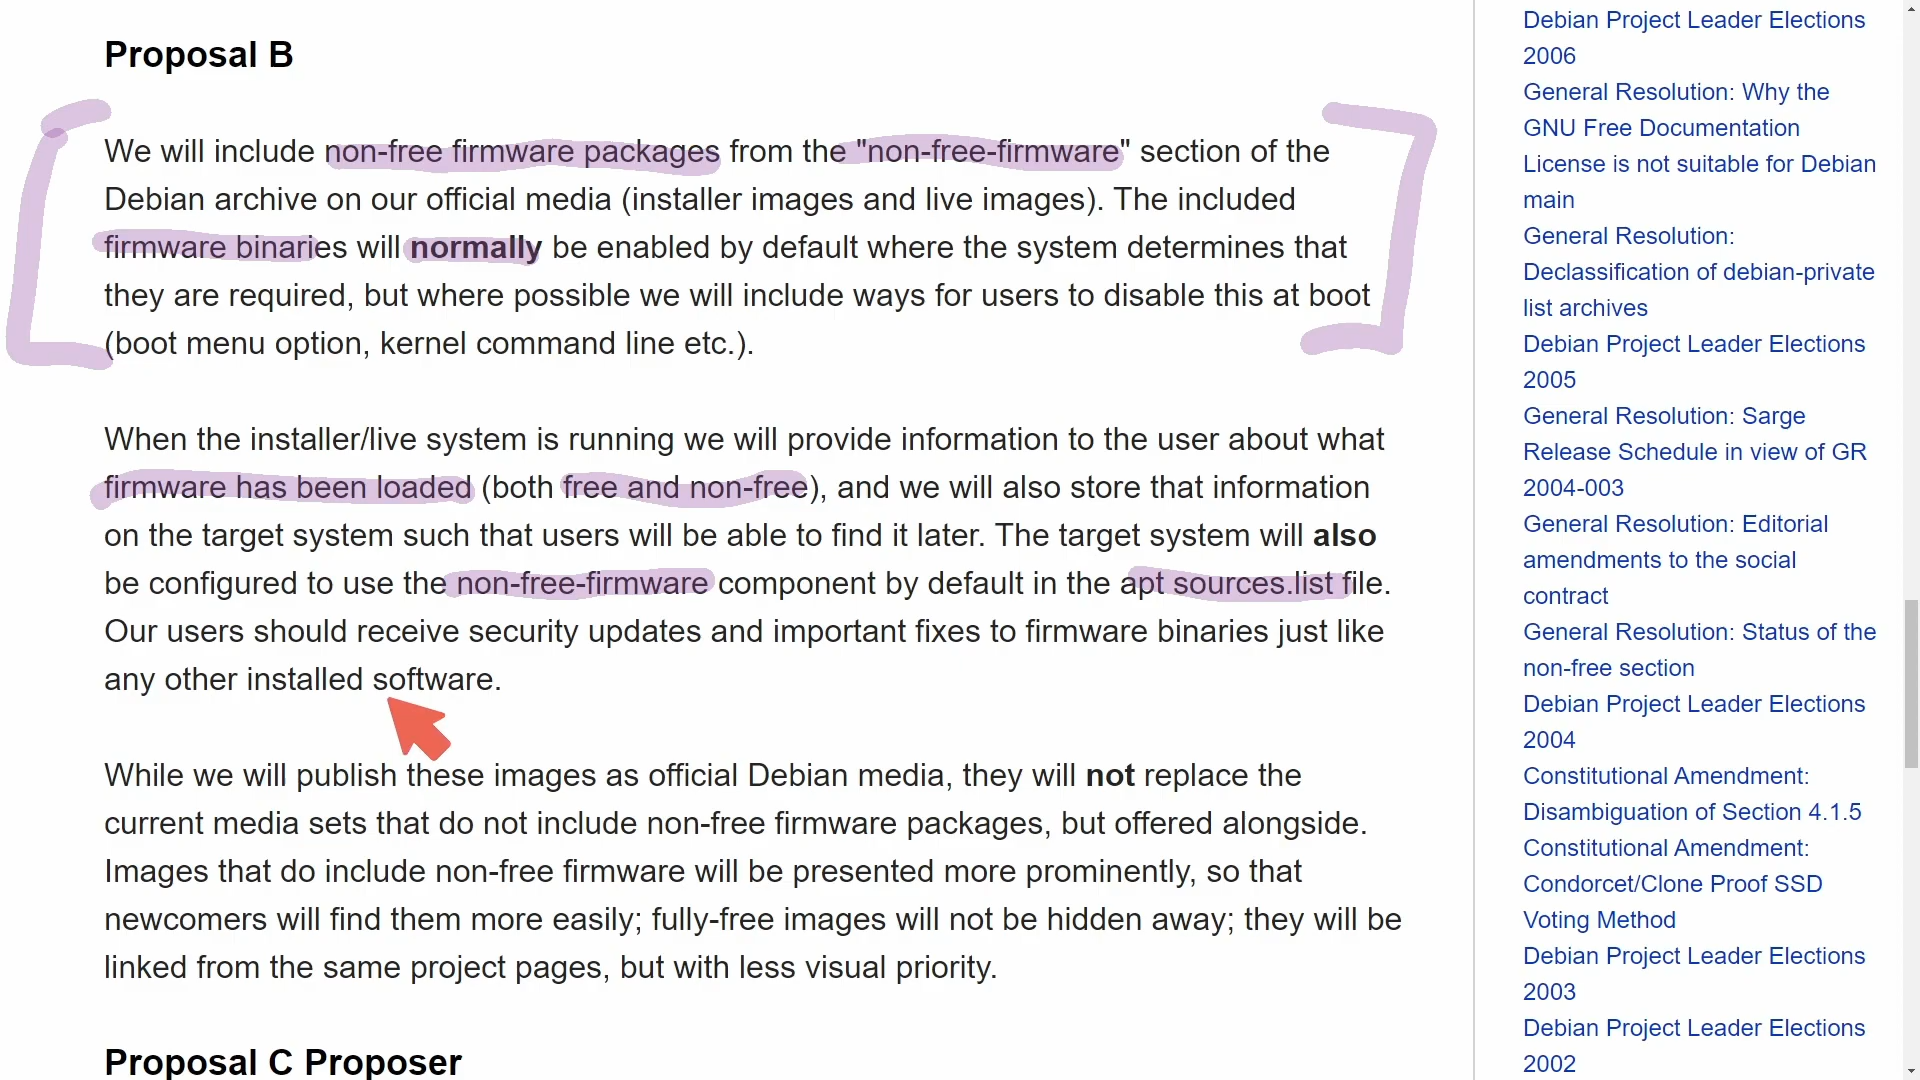 Proposal B
We will include non-free firmware packages from the "non-free-firmware" section of the
Debian archive on our official media (installer images and live images). The included
firmware binaries will normally be enabled by default where the system determines that
they are required, but where possible we will include ways for users to disable this at boot
(boot menu option, kernel command line etc.).
When the installer/live system is running we will provide information to the user about what
firmware has been loaded (both free and non-free), and we will also store that information
on the target system such that users will be able to find it later. The target system will also
be configured to use the non-free-firmware component by default in the apt sources.list file.
Our users should receive security updates and important fixes to firmware binaries just like
any other installed software.
While we will publish these images as official Debian media, they will not replace the
current media sets that do not include non-free firmware packages, but offered alongside.
Images that do include non-free firmware will be presented more prominently, so that
newcomers will find them more easily; fully-free images will not be hidden away; they will be
linked from the same project pages, but with less visual priority.
Proposal C Proposer
Debian Project Leader Elections
2006
General Resolution: Why the
GNU Free Documentation
License is not suitable for Debian
main
General Resolution:
Declassification of debian-private
list archives
Debian Project Leader Elections
2005
General Resolution: Sarge
Release Schedule in view of GR
2004-003
General Resolution: Editorial
amendments to the social
contract
General Resolution: Status of the
non-free section
Debian Project Leader Elections
2004
Constitutional Amendment:
Disambiguation of Section 4.1.5
Constitutional Amendment:
Condorcet/Clone Proof SSD
Voting Method
Debian Project Leader Elections
2003
Debian Project Leader Elections
2002